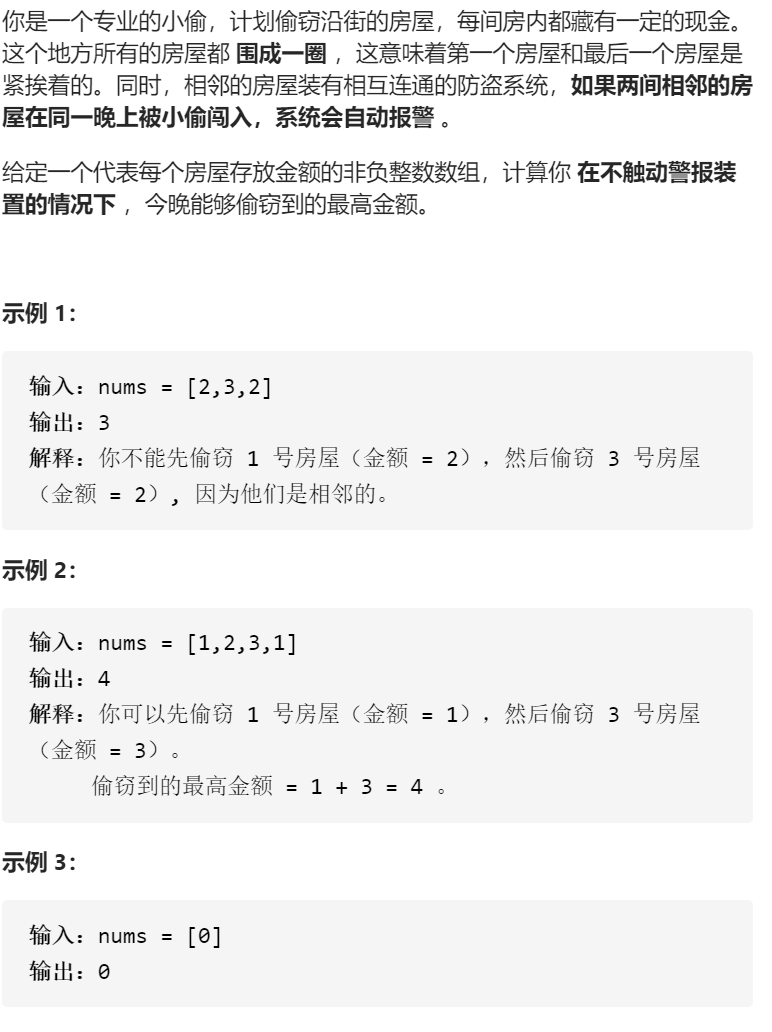 你是一个专业的小偷，计划偷窃沿街的房屋，每间房内都藏有一定的现金。
这个地方所有的房屋都 围成一圈 ，这意味着第一个房屋和最后一个房屋是
紧挨着的。同时，相邻的房屋装有相互连通的防盗系统，如果两间相邻的房
屋在同一晚上被小偷闯入，系统会自动报警 。
给定一个代表每个房屋存放金额的非负整数数组，计算你 在不触动警报装
置的情况下 ，今晚能够偷窃到的最高金额。
示例 1：
输入：nums = [2,3,2]
输出：3
解释：你不能先偷窃 1 号房屋（金额 = 2），然后偷窃 3 号房屋
（金额 = 2）, 因为他们是相邻的。
示例 2：
输入：nums = [1,2,3,1]
输出：4
解释：你可以先偷窃 1 号房屋（金额 = 1），然后偷窃 3 号房屋
（金额 = 3）。
偷窃到的最高金额 = 1 + 3 = 4 。
示例 3：
输入：nums = [0]
输出：0